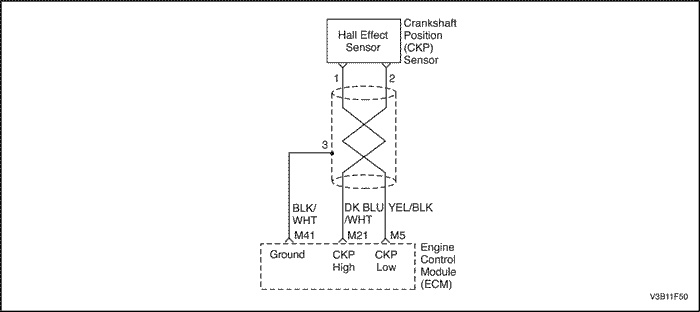 Hall Effect
Sensor
Crankshaft
Position
(CKP)
Sensor
1
2
3
BLK/
WHT
DK BLU
/WHT
YEL/BLK
M41
M21
M5
Ground
CKP
High
CKP
Low
Engine
Control
Module
(ECM)
V3B11F50